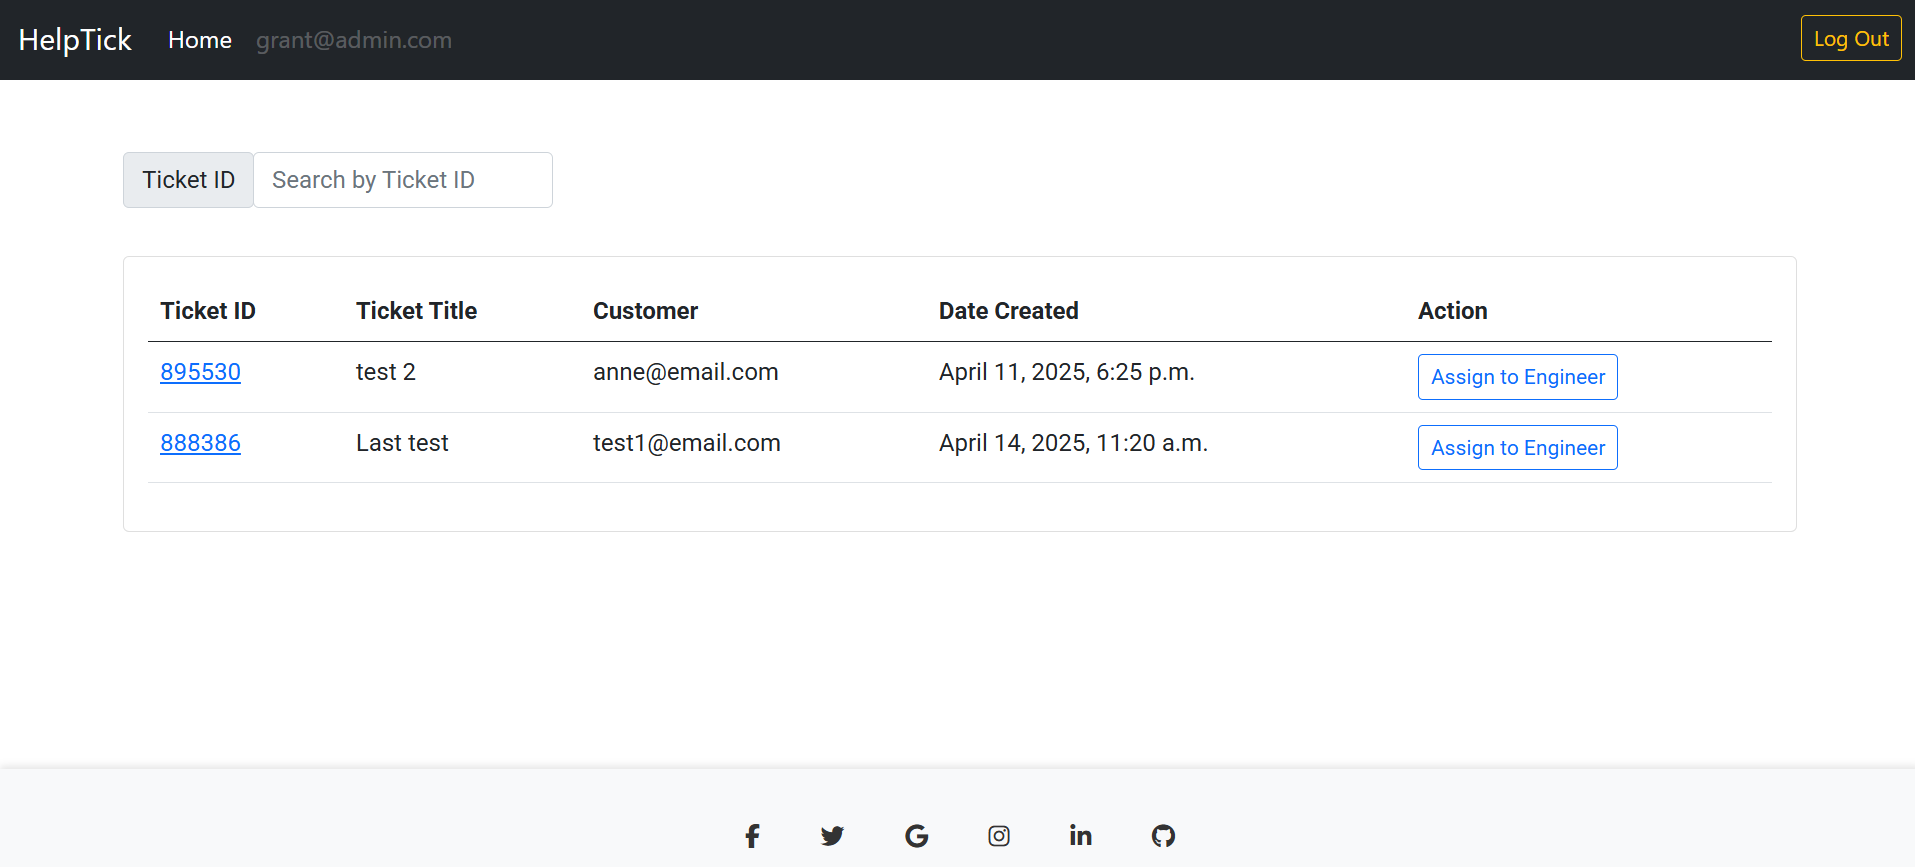 HelpTick Home grant@admin.com Log Out
Ticket ID Search by Ticket ID
Ticket ID Ticket Title Customer Date Created Action
895530 test 2 anne@email.com April 11, 2025, 6:25 p.m. Assign to Engineer
888386 Last test test1@email.com April 14, 2025, 11:20 a.m. Assign to Engineer